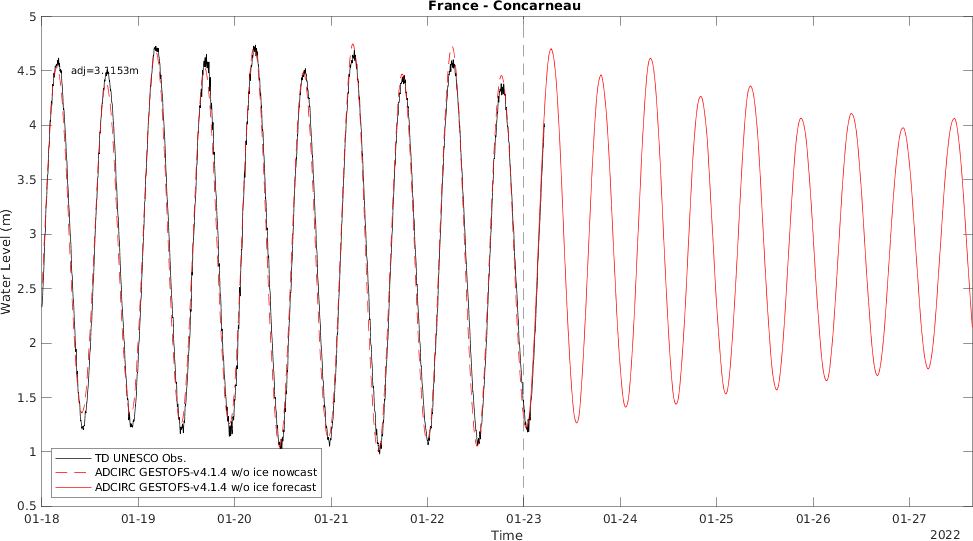 France - Concarneau
adj=3.1153m
Water Level (m)
5
4.5
4
3.5
3
2.5
2
1.5
1
0.5
TD UNESCO Obs.
ADCIRC GESTOFS-v4.1.4 w/o ice nowcast
ADCIRC GESTOFS-v4.1.4 w/o ice forecast
01-18 01-19 01-20 01-21 01-22 01-23 01-24 01-25 01-26 01-27
Time
2022